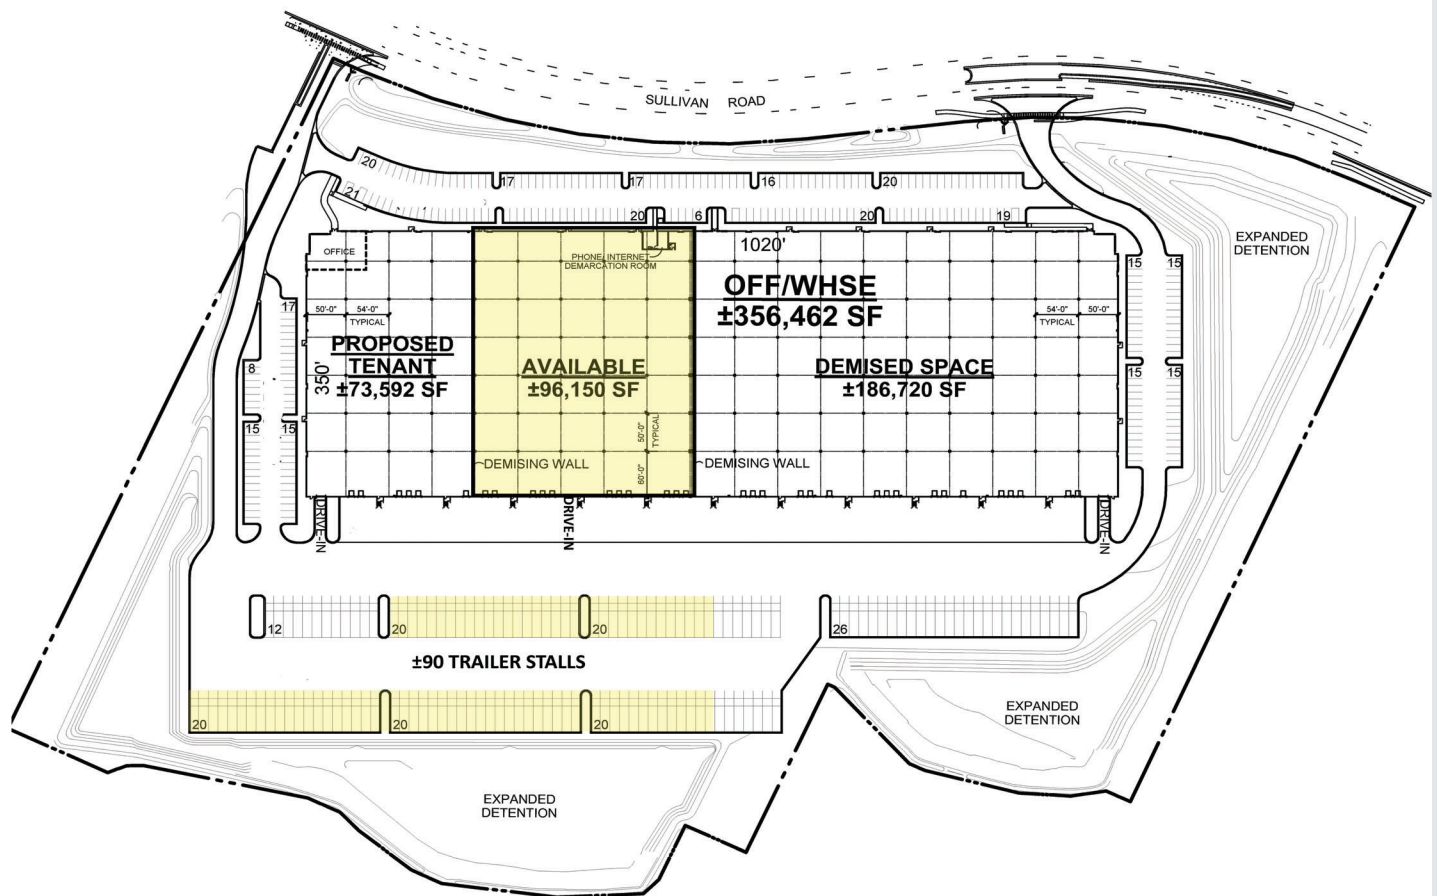 SULLIVAN ROAD
20
17
17
16
20
21
20
6
20
19
EXPANDED
DETENTION
OFFICE
PHONE/INTERNET
DEMARCATION ROOM
1020'
OFF/WHSE
±356,462 SF
15
15
17
50'-0"
54'-0"
TYPICAL
54'-0"
50'-0"
TYPICAL
PROPOSED
TENANT
±73,592 SF
350'
AVAILABLE
±96,150 SF
DEMISED SPACE
±186,720 SF
8
15
15
15
15
50'-0"
TYPICAL
60'-0"
DEMISING WALL
DEMISING WALL
DRIVE-IN
DRIVE-IN
DRIVE-IN
12
20
20
26
±90 TRAILER STALLS
20
20
20
EXPANDED
DETENTION
EXPANDED
DETENTION